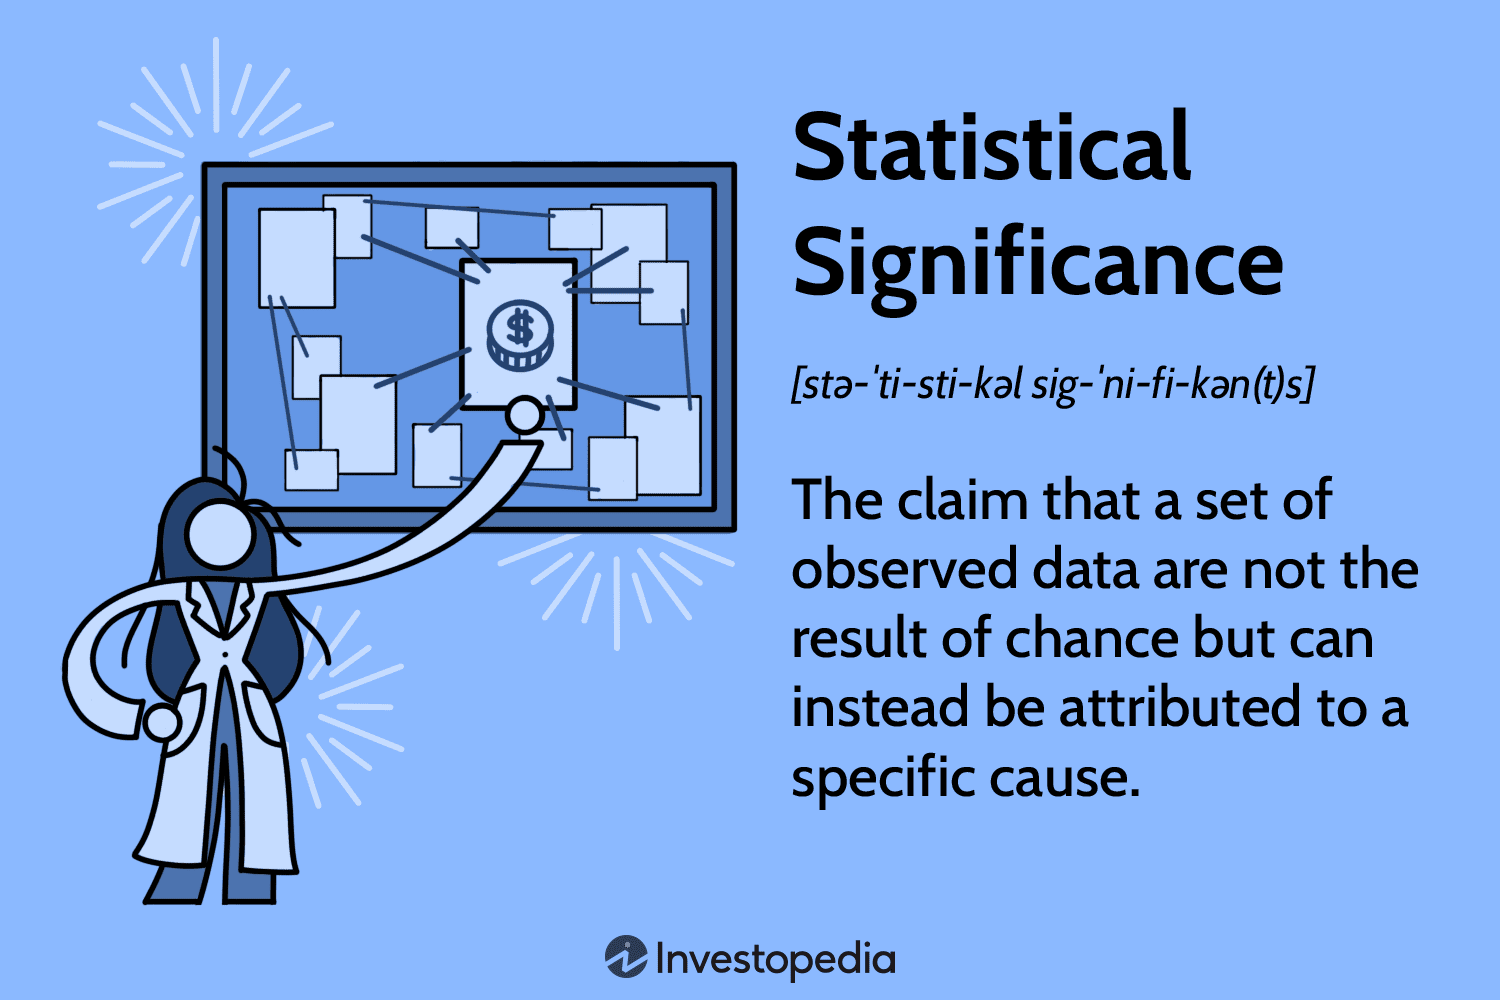 Statistical
Significance
[stə-ˈti-sti-kəl sig-ˈni-fi-kən(t)s]
The claim that a set of
observed data are not the
result of chance but can
instead be attributed to a
specific cause.
$
Investopedia